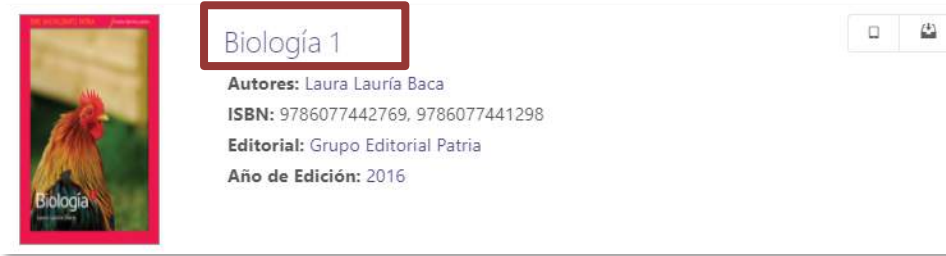 Biología 1
Autores: Laura Lauría Baca
ISBN: 9786077442769, 9786077441298
Editorial: Grupo Editorial Patria
Año de Edición: 2016
Biología